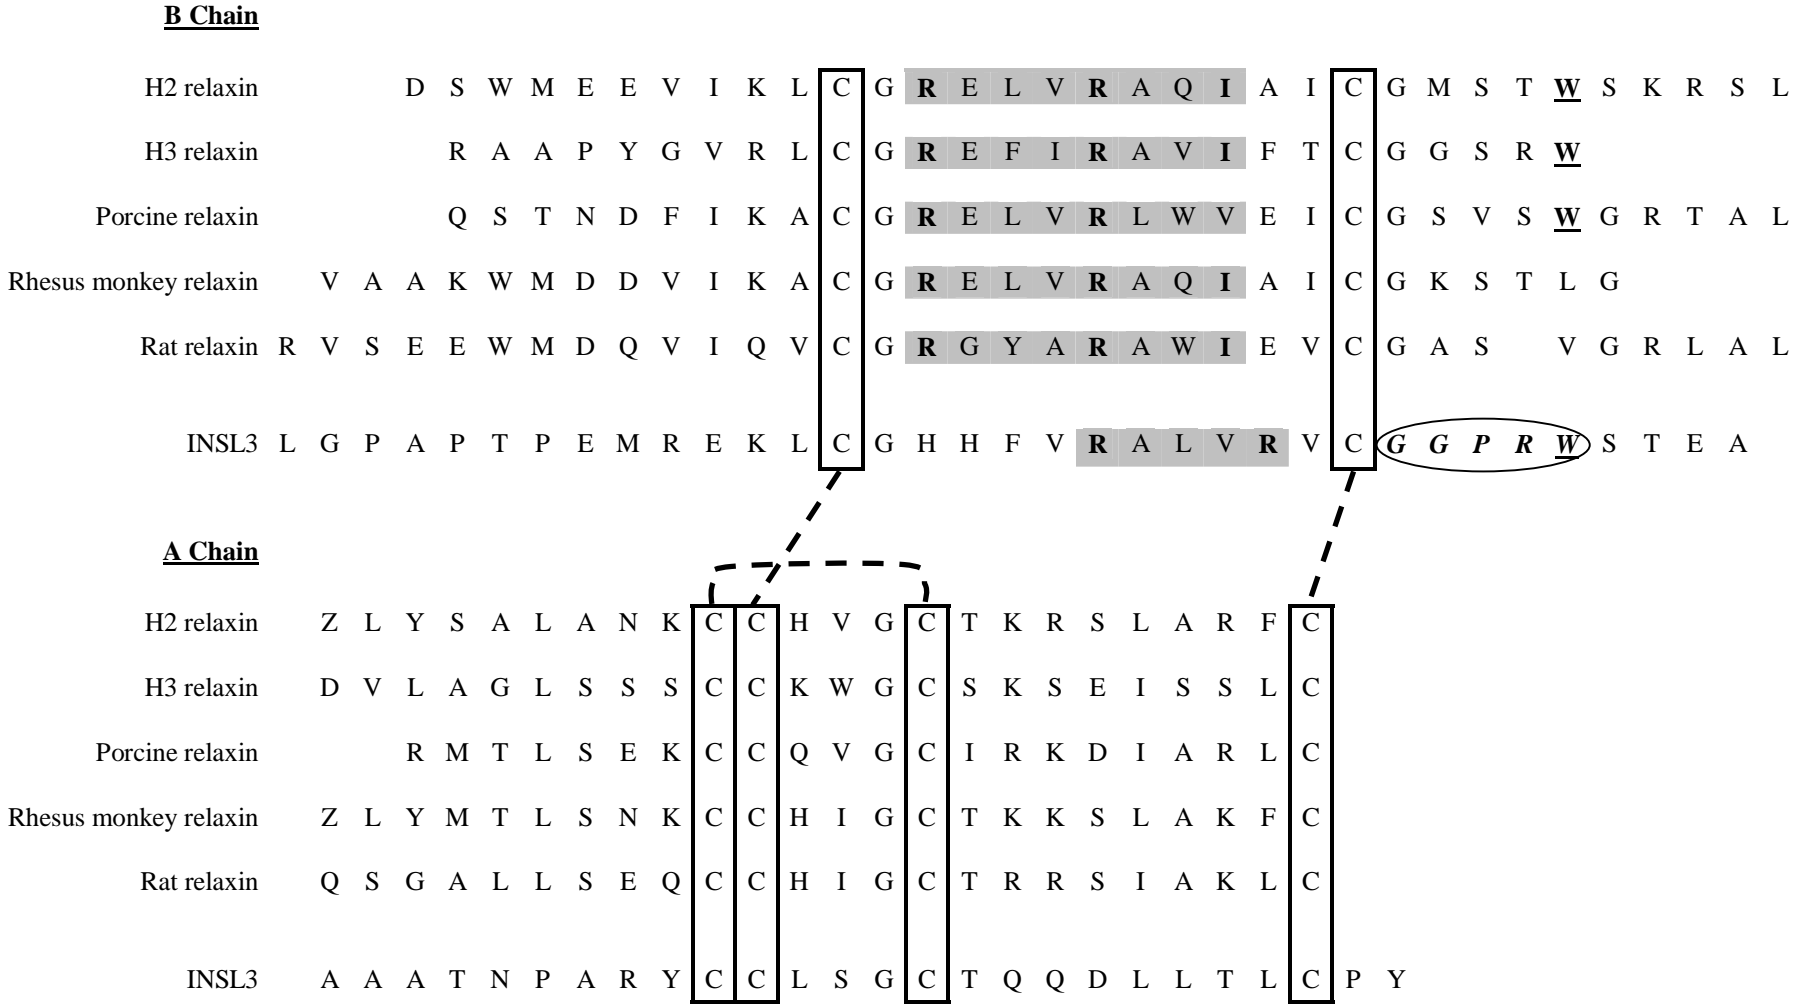 B Chain
H2 relaxin D S W M E E V I K L C G R E L V R A Q I A I C G M S T W S K R S L
H3 relaxin R A A P Y G V R L C G R E F I R A V I F T C G G S R W
Porcine relaxin Q S T N D F I K A C G R E L V R L W V E I C G S V S W G R T A L
Rhesus monkey relaxin V A A K W M D D V I K A C G R E L V R A Q I A I C G K S T L G
Rat relaxin R V S E E W M D Q V I Q V C G R G Y A R A W I E V C G A S V G R L A L
INSL3 L G P A P T P E M R E K L C G H H F V R A L V R V C G G P R W S T E A
A Chain
H2 relaxin Z L Y S A L A N K C C H V G C T K R S L A R F C
H3 relaxin D V L A G L S S S C C K W G C S K S E I S S L C
Porcine relaxin R M T L S E K C C Q V G C I R K D I A R L C
Rhesus monkey relaxin Z L Y M T L S N K C C H I G C T K K S L A K F C
Rat relaxin Q S G A L L S E Q C C H I G C T R R S I A K L C
INSL3 A A A T N P A R Y C C L S G C T Q Q D L L T L C P Y